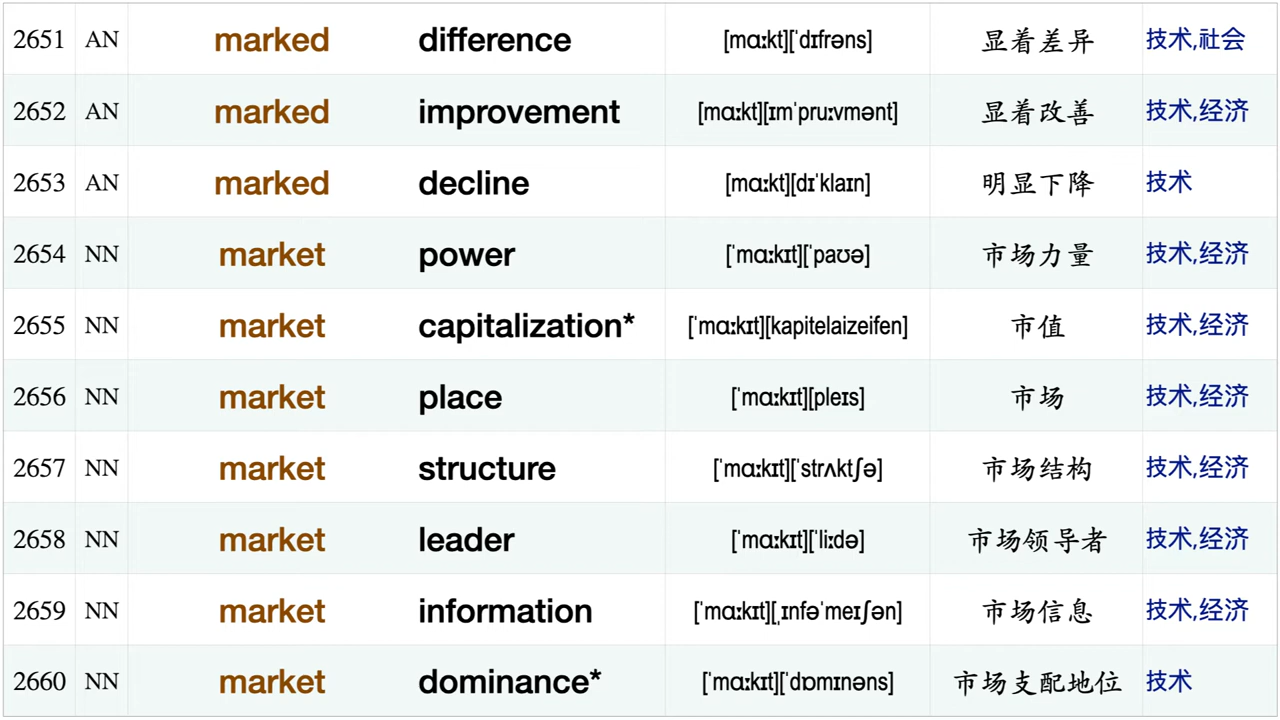 2651 AN marked difference [mɑːkt][ˈdɪfrəns] 显着差异 技术,社会
2652 AN marked improvement [mɑːkt][ɪmˈpruːvmənt] 显着改善 技术,经济
2653 AN marked decline [mɑːkt][dɪˈklaɪn] 明显下降 技术
2654 NN market power [ˈmɑːkɪt][ˈpaʊə] 市场力量 技术,经济
2655 NN market capitalization* [ˈmɑːkɪt][kapitelaizeifen] 市值 技术,经济
2656 NN market place [ˈmɑːkɪt][pleɪs] 市场 技术,经济
2657 NN market structure [ˈmɑːkɪt][ˈstrʌktʃə] 市场结构 技术,经济
2658 NN market leader [ˈmɑːkɪt][ˈliːdə] 市场领导者 技术,经济
2659 NN market information [ˈmɑːkɪt][ˌɪnfəˈmeɪʃən] 市场信息 技术,经济
2660 NN market dominance* [ˈmɑːkɪt][ˈdɒmɪnəns] 市场支配地位 技术